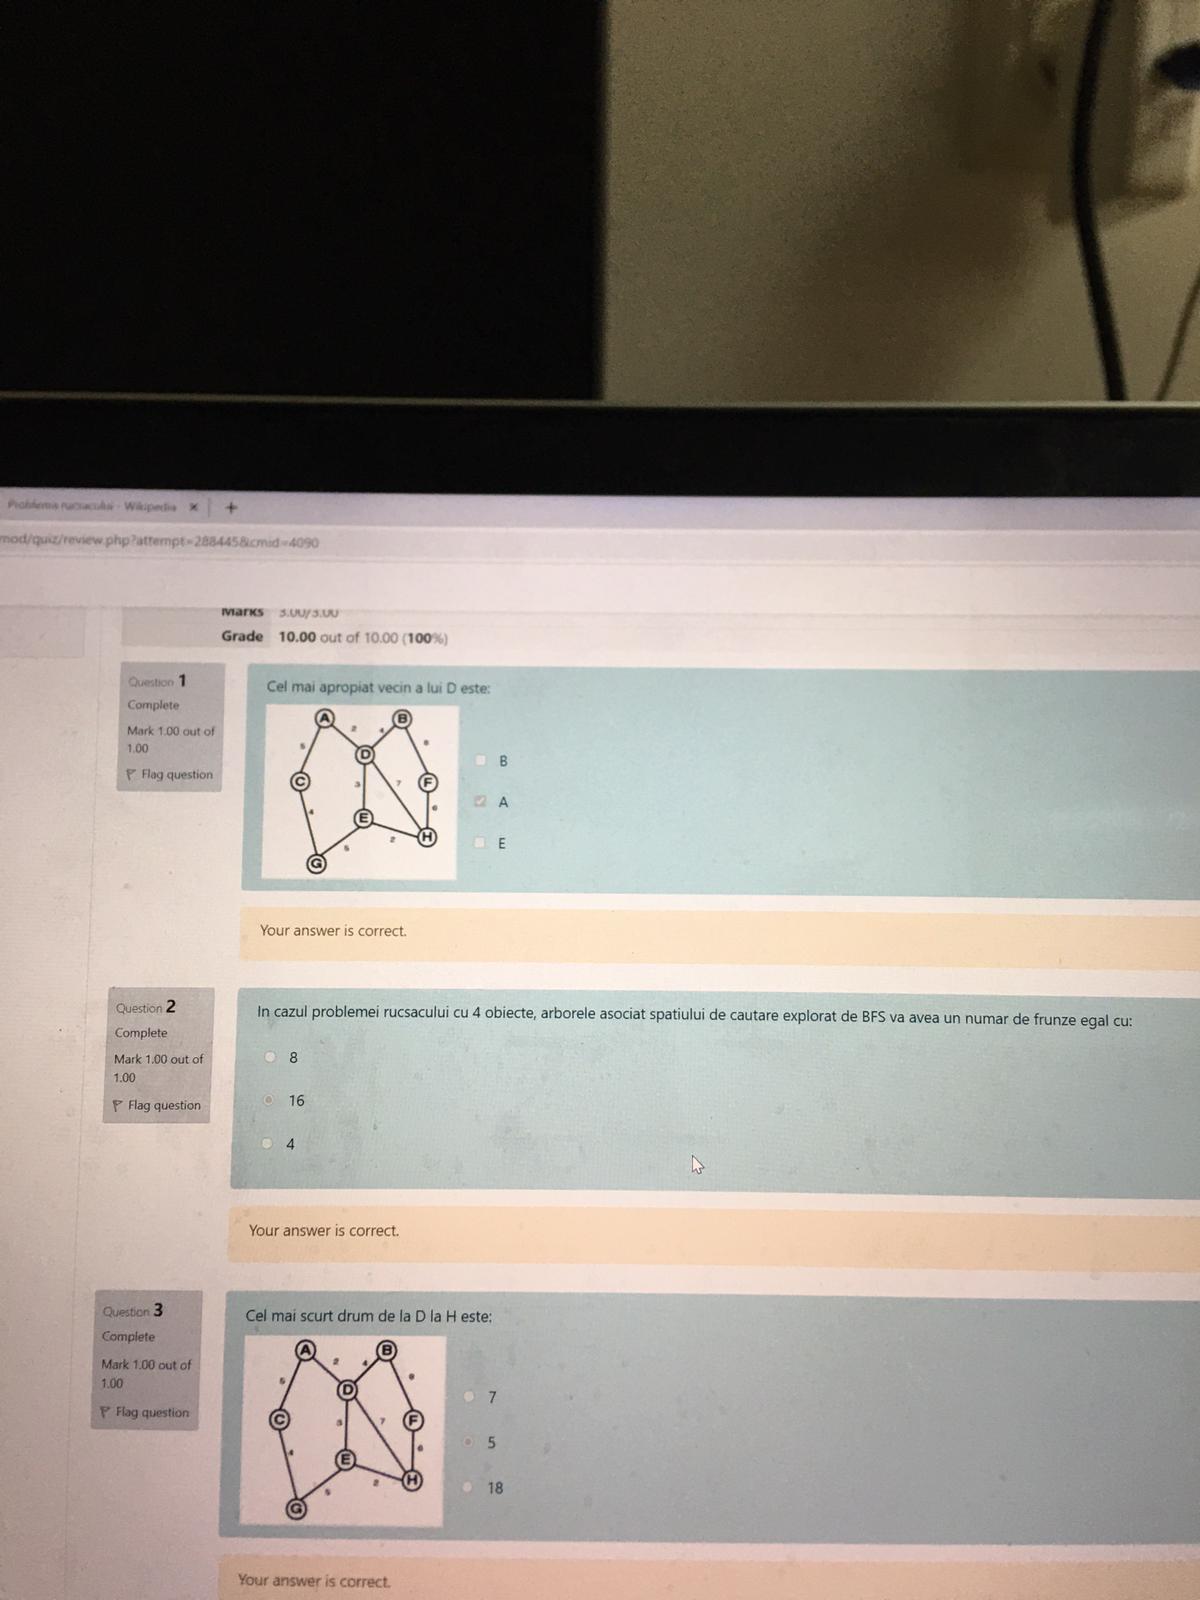 Problema rucsacului - Wikipedia × +
mod/quiz/review.php?attempt=288445&cmid=4090
Marks 3.00/3.00
Grade 10.00 out of 10.00 (100%)
Question 1
Complete
Mark 1.00 out of
1.00
Flag question
Cel mai apropiat vecin a lui D este:
A
B
2
4
5
D
C
3
7
F
4
6
E
2
H
5
G
B
A
E
Your answer is correct.
Question 2
Complete
Mark 1.00 out of
1.00
Flag question
In cazul problemei rucsacului cu 4 obiecte, arborele asociat spatiului de cautare explorat de BFS va avea un numar de frunze egal cu:
8
16
4
Your answer is correct.
Question 3
Complete
Mark 1.00 out of
1.00
Flag question
Cel mai scurt drum de la D la H este:
A
B
2
4
5
D
C
3
7
F
4
6
E
2
H
5
G
7
5
18
Your answer is correct.